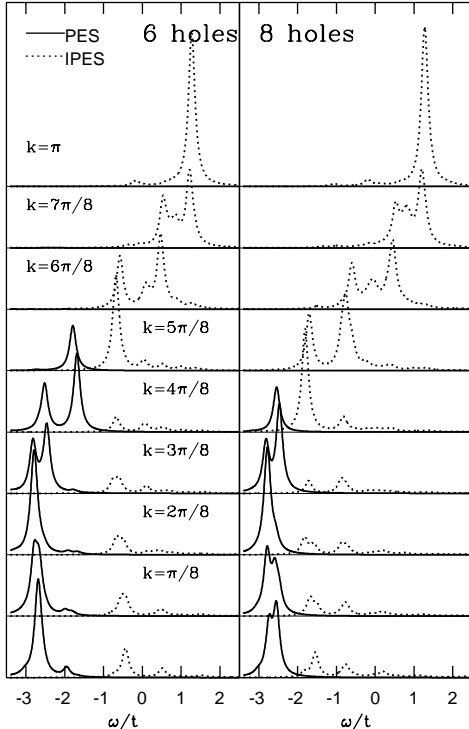 PES
6 holes
8 holes
IPES
k=π
k=7π/8
k=6π/8
k=5π/8
k=4π/8
k=3π/8
k=2π/8
k=π/8
-3 -2 -1 0 1 2 -3 -2 -1 0 1 2
ω/t ω/t